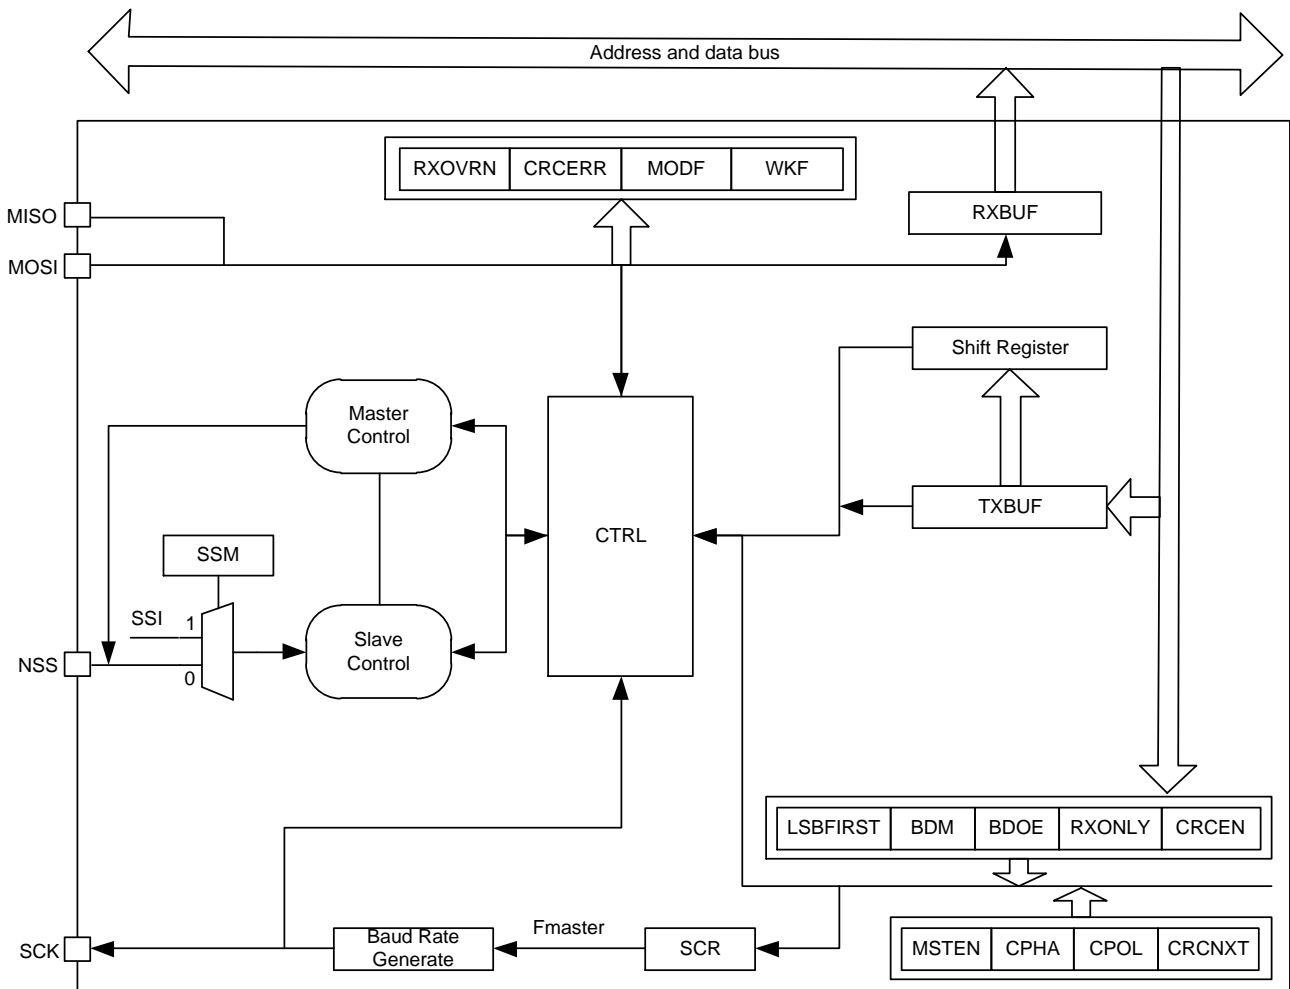 Address and data bus
RXOVRN CRCERR MODF WKF
MISO
RXBUF
MOSI
Shift Register
Master
Control
TXBUF
CTRL
SSM
SSI 1
Slave
Control
NSS
0
LSBFIRST BDM BDOE RXONLY CRCEN
Fmaster
SCK
Baud Rate
Generate
SCR
MSTEN CPHA CPOL CRCNXT